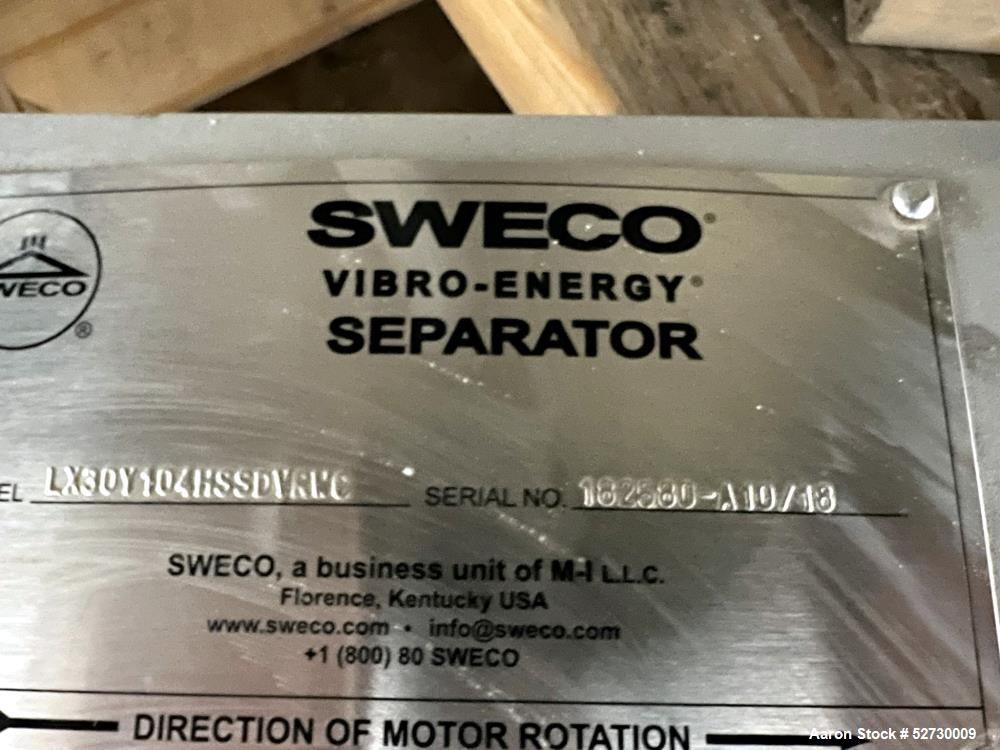 SWECO®
VIBRO-ENERGY®
SEPARATOR
WECO
®
EL LX30Y104HSSDVRWC SERIAL NO. 182580-A10/18
SWECO, a business unit of M-I L.L.C.
Florence, Kentucky USA
www.sweco.com • info@sweco.com
+1 (800) 80 SWECO
DIRECTION OF MOTOR ROTATION
Aaron Stock # 52730009